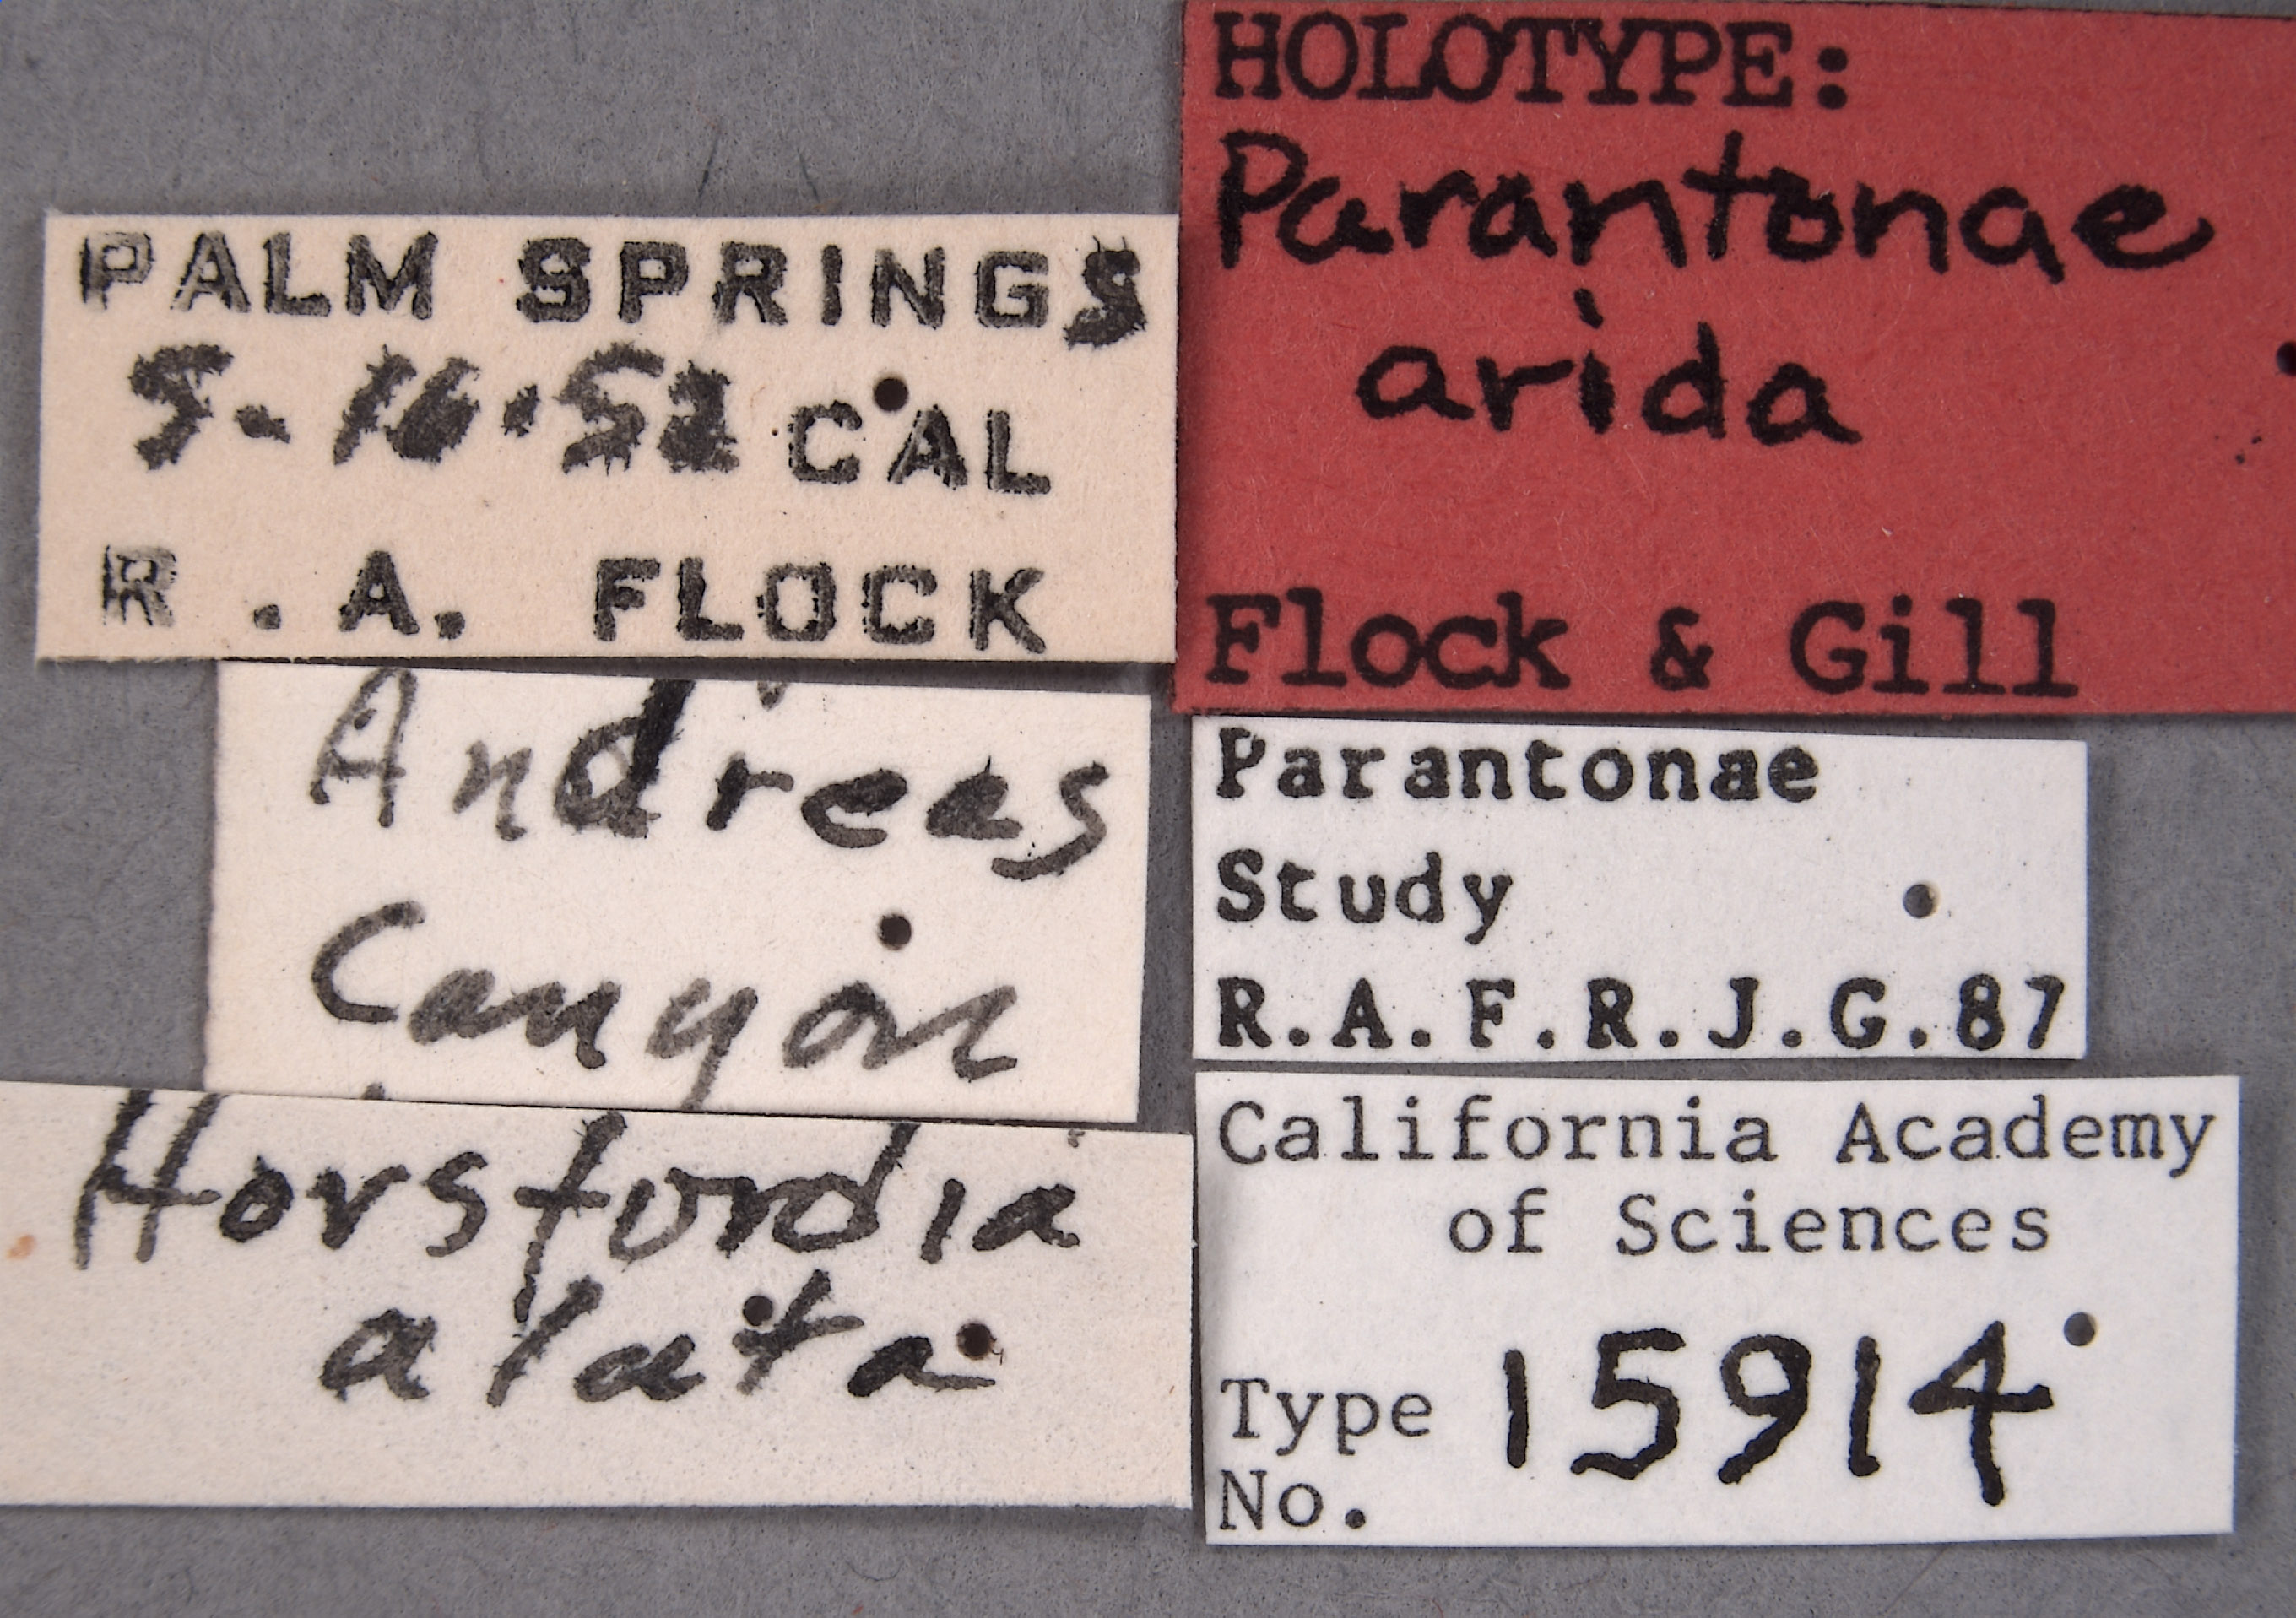 PALM SPRINGS
5-16-52 CAL
R. A. FLOCK
Andrees
Canyon
Horsfordia
alata
HOLOTYPE:
Parantonae
arida
Flock & Gill
Parantonae
Study
R.A.F.R.J.G.87
California Academy
of Sciences
Type 15914
No.